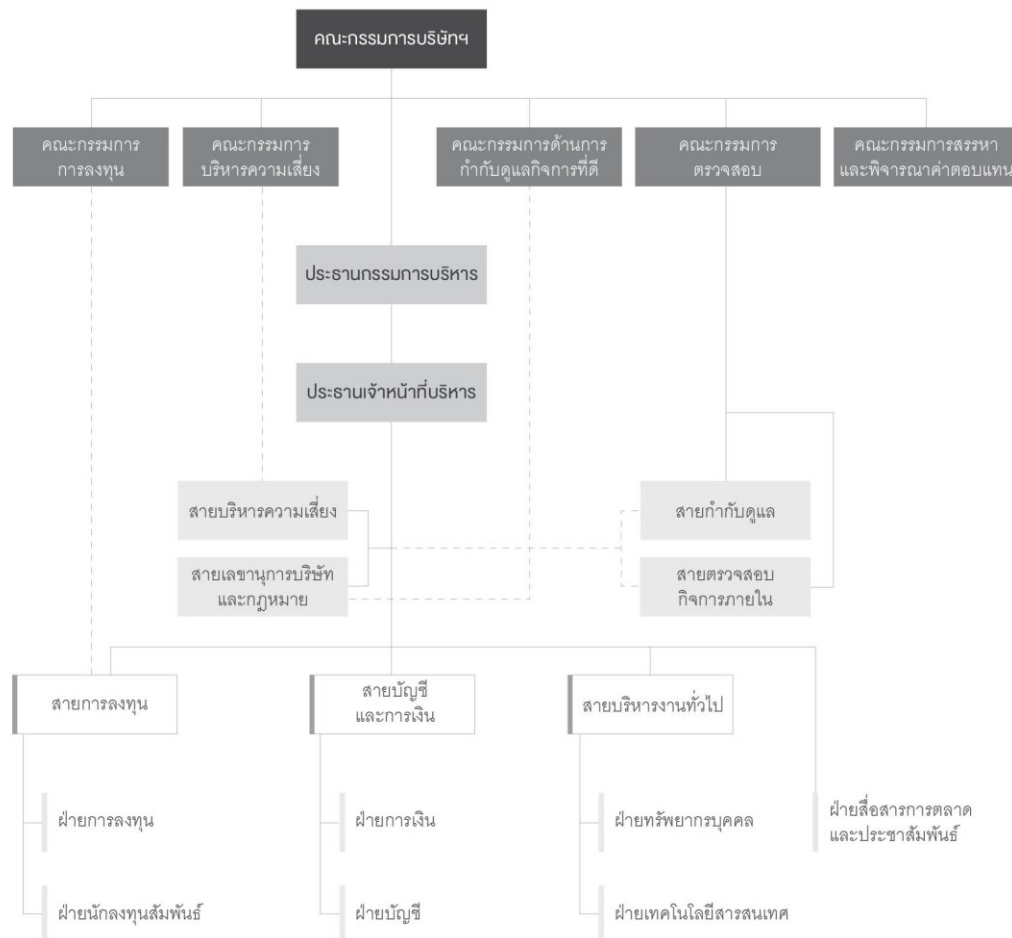 คณะกรรมการบริษัทฯ
คณะกรรมการ
การลงทุน
คณะกรรมการ
บริหารความเสี่ยง
คณะกรรมการด้านการ
กำกับดูแลกิจการที่ดี
คณะกรรมการ
ตรวจสอบ
คณะกรรมการสรรหา
และพิจารณาค่าตอบแทน
ประธานกรรมการบริหาร
ประธานเจ้าหน้าที่บริหาร
สายบริหารความเสี่ยง
สายกำกับดูแล
สายเลขานุการบริษัท
และกฎหมาย
สายตรวจสอบ
กิจการภายใน
สายการลงทุน
สายบัญชี
และการเงิน
สายบริหารงานทั่วไป
ฝ่ายการลงทุน
ฝ่ายการเงิน
ฝ่ายทรัพยากรบุคคล
ฝ่ายสื่อสารการตลาด
และประชาสัมพันธ์
ฝ่ายนักลงทุนสัมพันธ์
ฝ่ายบัญชี
ฝ่ายเทคโนโลยีสารสนเทศ